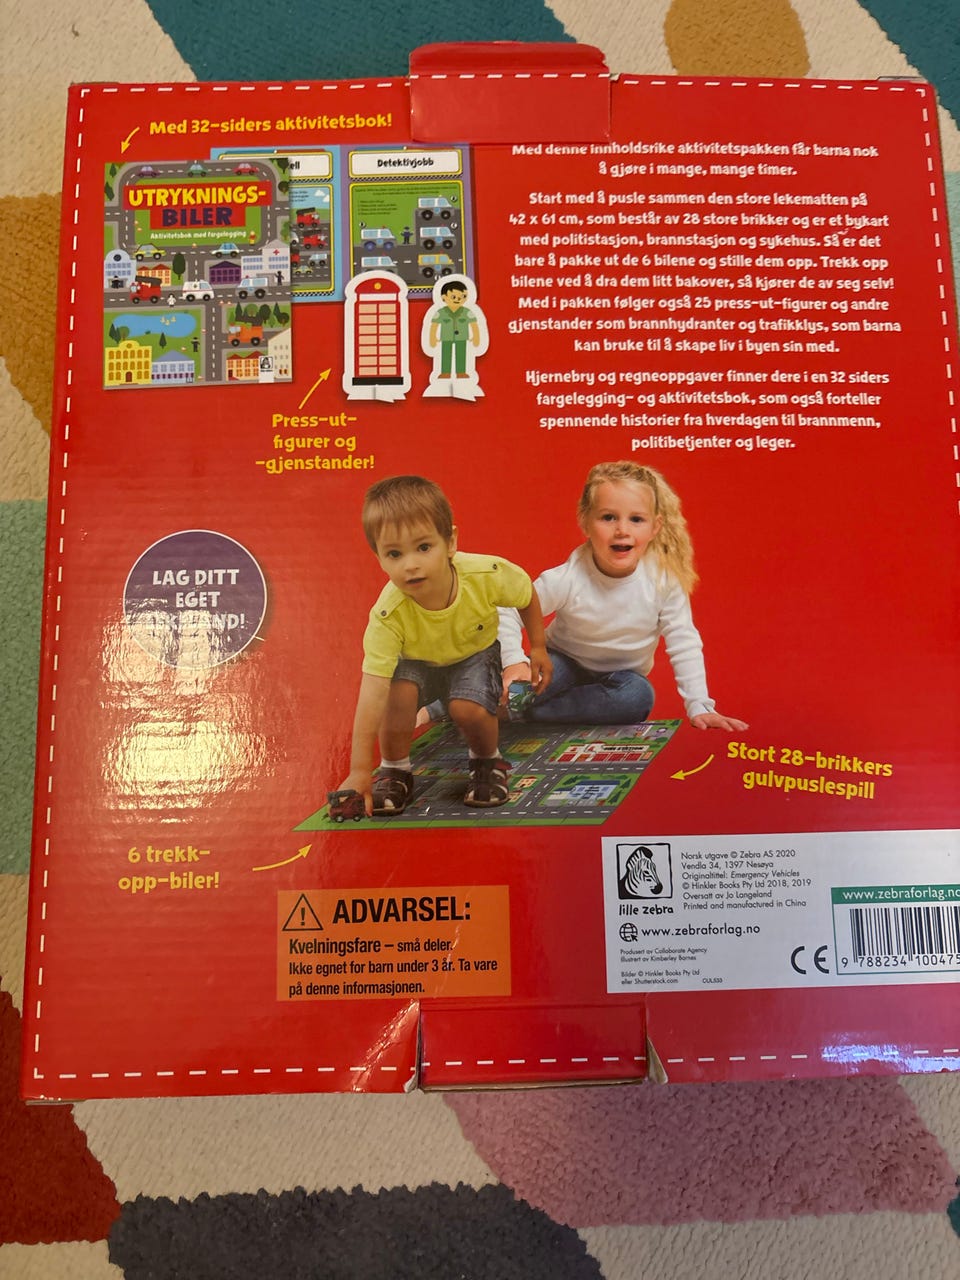 Med 32-siders aktivitetsbok!
UTRYKNINGS-
BILER
Aktivitetsbok med fargelegging
ell
Detektivjobb
Press-ut-
figurer og
-gjenstander!
Med denne innholdsrike aktivitetspakken får barna nok
å gjøre i mange, mange timer.
Start med å pusle sammen den store lekematten på
42 x 61 cm, som består av 28 store brikker og er et bykart
med politistasjon, brannstasjon og sykehus. Så er det
bare å pakke ut de 6 bilene og stille dem opp. Trekk opp
bilene ved å dra dem litt bakover, så kjører de av seg selv!
Med i pakken følger også 25 press-ut-figurer og andre
gjenstander som brannhydranter og trafikklys, som barna
kan bruke til å skape liv i byen sin med.
Hjernebry og regneoppgaver finner dere i en 32 siders
fargelegging- og aktivitetsbok, som også forteller
spennende historier fra hverdagen til brannmenn,
politibetjenter og leger.
LAG DITT
EGET
Stort 28-brikkers
gulvpuslespill
6 trekk-
opp-biler!
ADVARSEL:
Kvelningsfare – små deler.
Ikke egnet for barn under 3 år. Ta vare
på denne informasjonen.
lille zebra
www.zebraforlag.no
Norsk utgave © Zebra AS 2020
Vendla 34, 1397 Nesøya
Originaltittel: Emergency Vehicles
© Hinkler Books Pty Ltd 2018, 2019
Oversatt av Jo Langeland
Printed and manufactured in China
Produsert av Collaborate Agency
Illustrert av Kimberley Barnes
Bilder © Hinkler Books Pty Ltd
eller Shutterstock.com CUL533
CE
www.zebraforlag.no
9 788234 100475